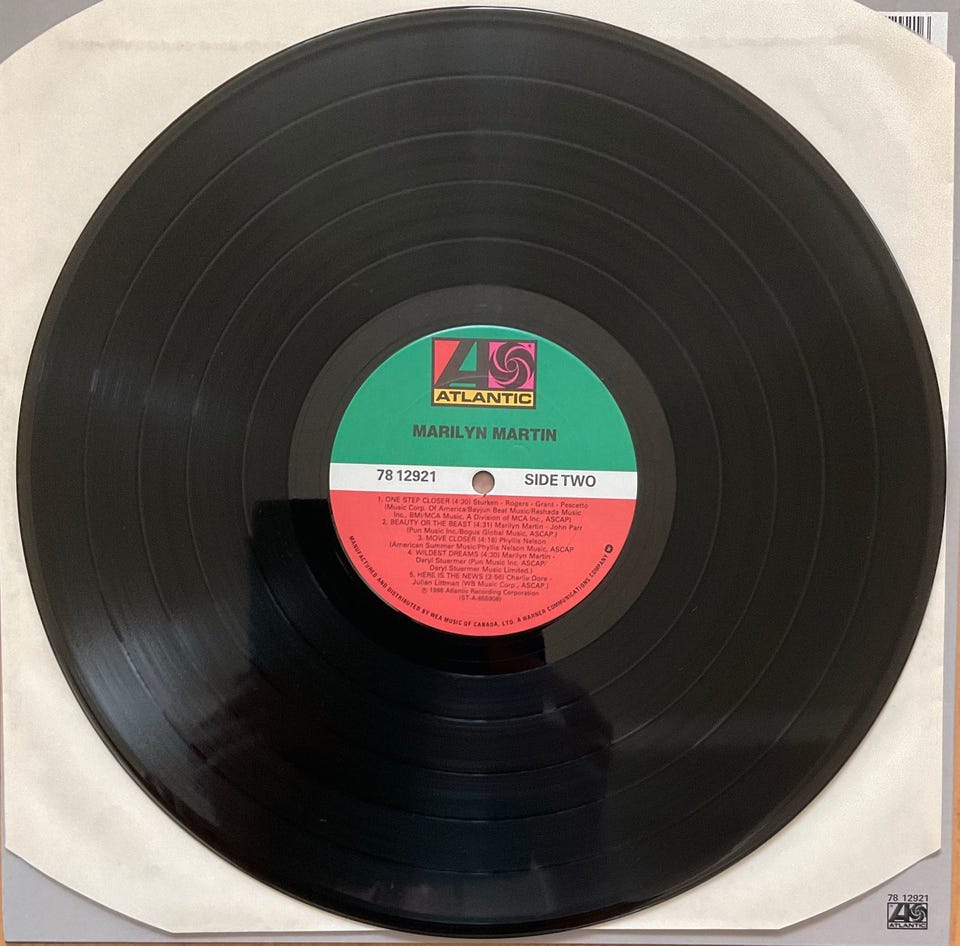 ATLANTIC
MARILYN MARTIN
78 12921 SIDE TWO
1. ONE STEP CLOSER (4:30) Sturken - Rogers - Grant - Pescetto
(Music Corp. Of America/Bayjun Beat Music/Rashada Music
Inc., BMI/MCA Music, A Division of MCA Inc., ASCAP)
2. BEAUTY OR THE BEAST (4:31) Marilyn Martin - John Parr
(Pun Music Inc./Bogus Global Music, ASCAP.)
3. MOVE CLOSER (4:18) Phyllis Nelson
(American Summer Music/Phyllis Nelson Music, ASCAP
4. WILDEST DREAMS (4:30) Marilyn Martin -
Daryl Stuermer (Pun Music Inc. ASCAP/
Daryl Stuermer Music Limited.)
5. HERE IS THE NEWS (3:56) Charlie Dore -
Julian Littman (WB Music Corp., ASCAP.)
℗ 1986 Atlantic Recording Corporation
(ST-A-855908)
MANUFACTURED AND DISTRIBUTED BY WEA MUSIC OF CANADA, LTD. A WARNER COMMUNICATIONS COMPANY
78 12921
ATLANTIC